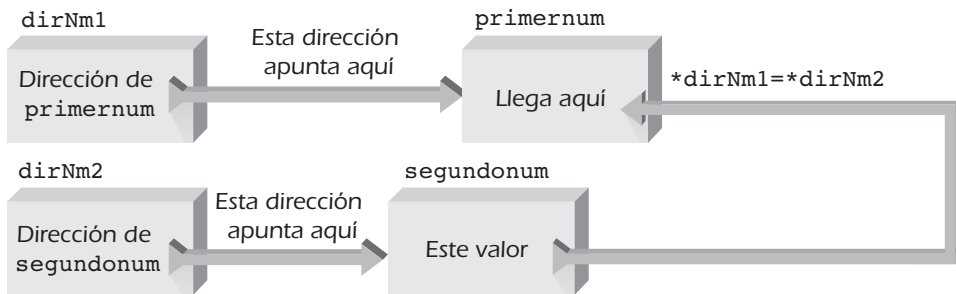 dirNm1
Dirección de
primernum
Esta dirección
apunta aquí
primernum
Llega aquí
*dirNm1=*dirNm2
dirNm2
Dirección de
segundonum
Esta dirección
apunta aquí
segundonum
Este valor